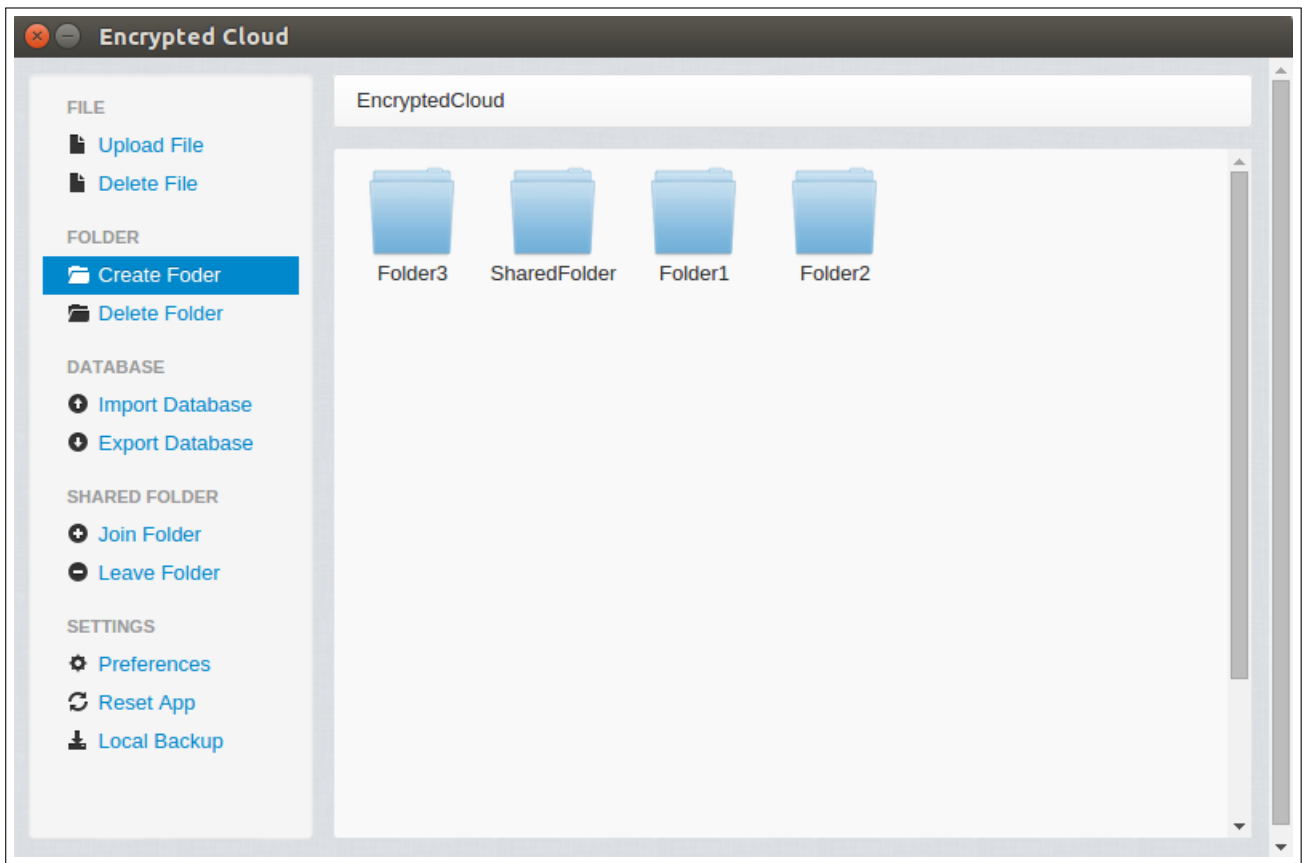 Encrypted Cloud
FILE
Upload File
Delete File
FOLDER
Create Foder
Delete Folder
DATABASE
Import Database
Export Database
SHARED FOLDER
Join Folder
Leave Folder
SETTINGS
Preferences
Reset App
Local Backup
EncryptedCloud
Folder3 SharedFolder Folder1 Folder2